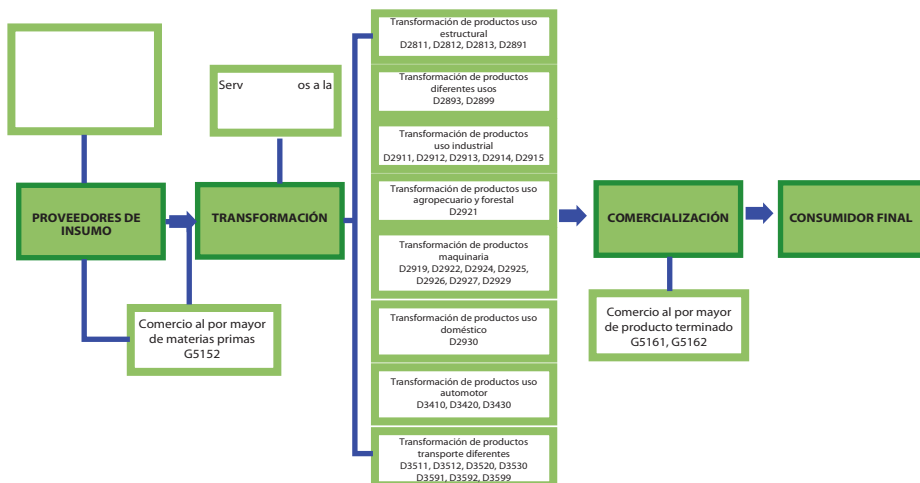 Serv os a la
PROVEEDORES DE
INSUMO
TRANSFORMACIÓN
Comercio al por mayor
de materias primas
G5152
Transformación de productos uso
estructural
D2811, D2812, D2813, D2891
Transformación de productos
diferentes usos
D2893, D2899
Transformación de productos
uso industrial
D2911, D2912, D2913, D2914, D2915
Transformación de productos uso
agropecuario y forestal
D2921
Transformación de productos
maquinaria
D2919, D2922, D2924, D2925,
D2926, D2927, D2929
Transformación de productos uso
doméstico
D2930
Transformación de productos uso
automotor
D3410, D3420, D3430
Transformación de productos
transporte diferentes
D3511, D3512, D3520, D3530
D3591, D3592, D3599
COMERCIALIZACIÓN
Comercio al por mayor
de producto terminado
G5161, G5162
CONSUMIDOR FINAL